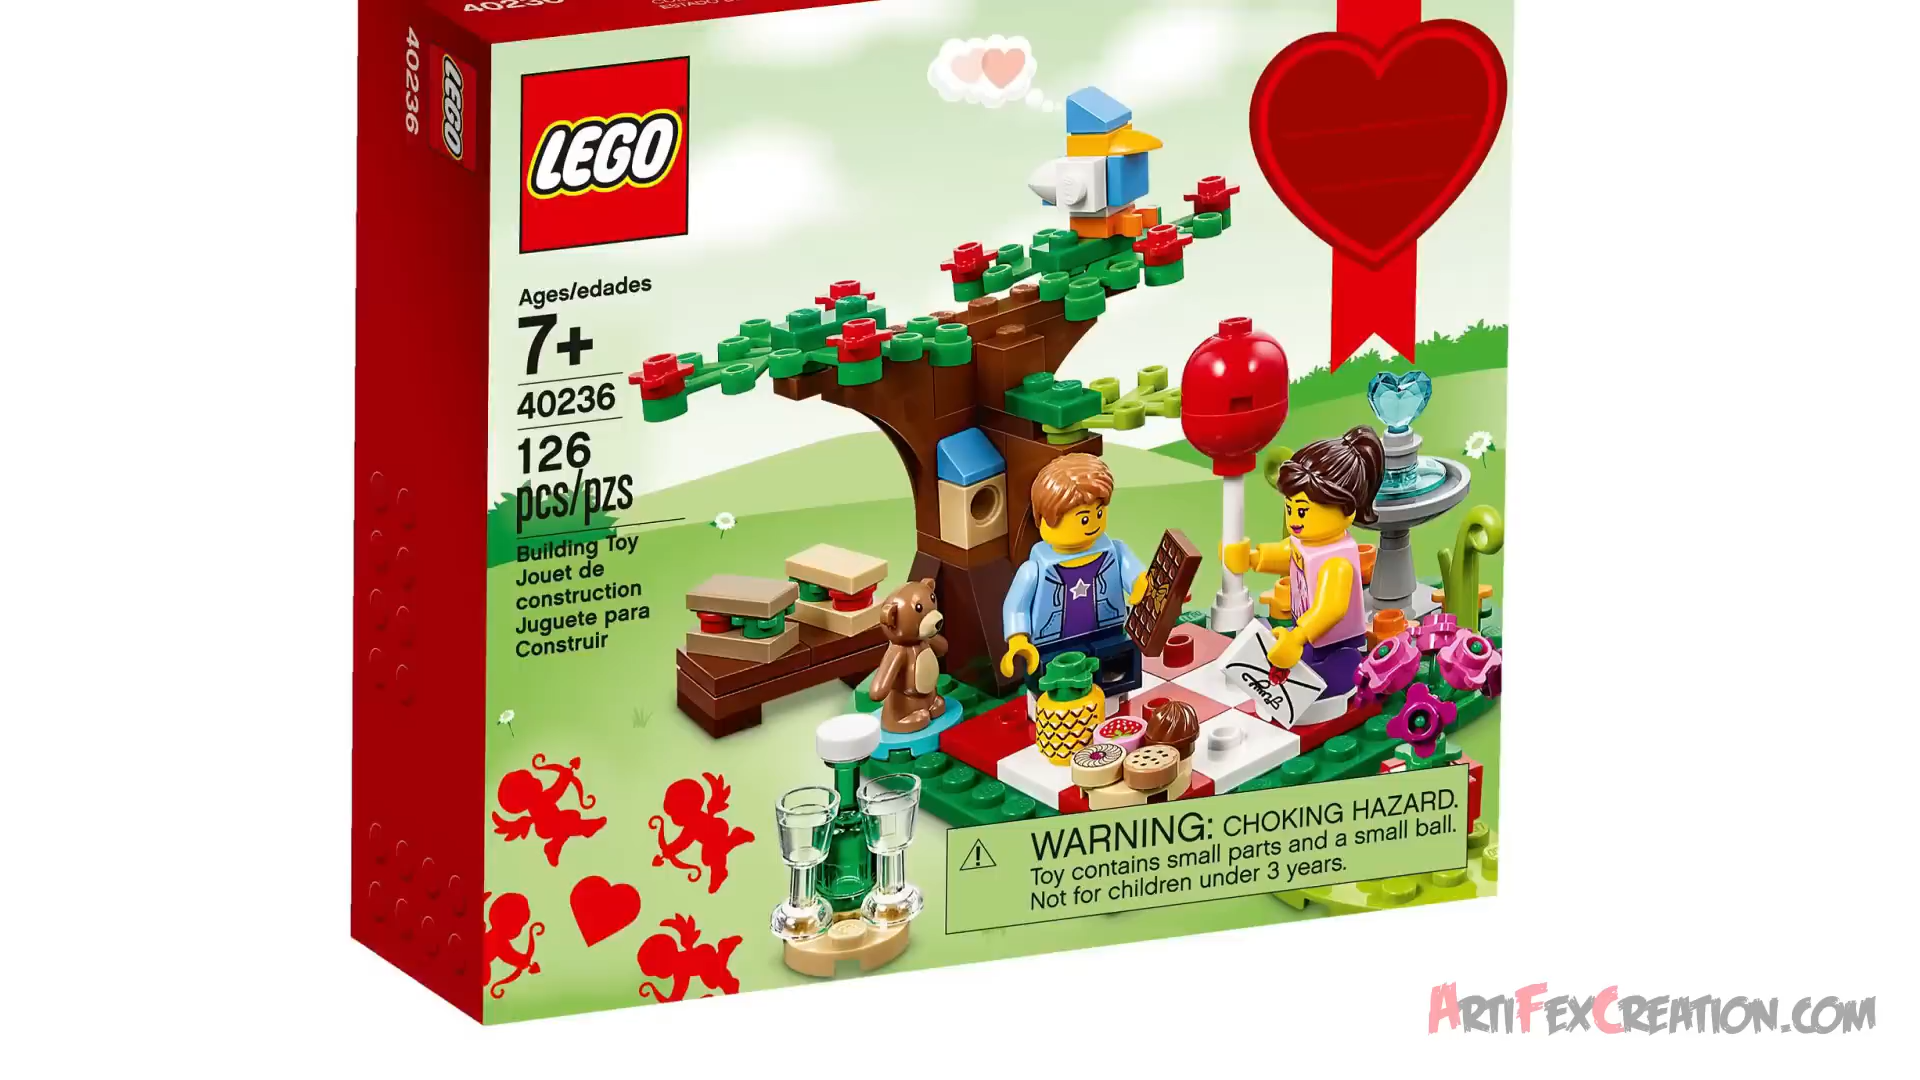 40236
40236
LEGO
LEGO
Ages/edades
7+
40236
126
pcs/pzs
Building Toy
Jouet de
construction
Juguete para
Construir
WARNING: CHOKING HAZARD.
Toy contains small parts and a small ball.
Not for children under 3 years.
ArtiFexCreation.com